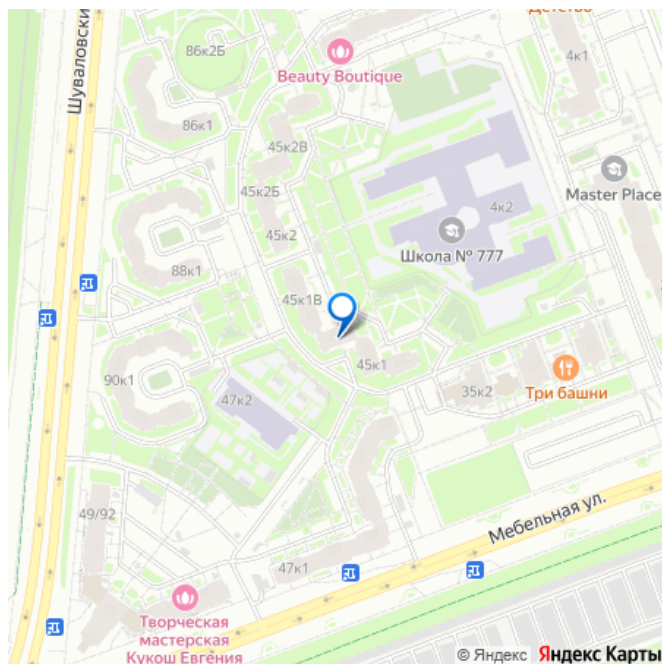 Детство
86к2Б
Beauty Boutique
4к1
Шуваловски
86к1
45к2В
Master Place
45к2Б
4к2
45к2
Школа № 777
88к1
45к1В
45к1
90к1
35к2
Три башни
47к2
49/92
Мебельная ул.
47к1
Творческая
мастерская
Кукош Евгения
© Яндекс Яндекс Карты